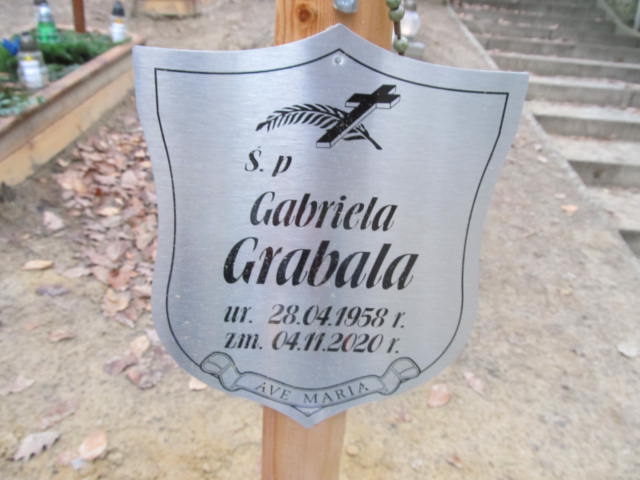 Ś. p
Gabriela
Grabala
ur. 28.04.1958 r.
zm. 04.11.2020 r.
AVE MARIA